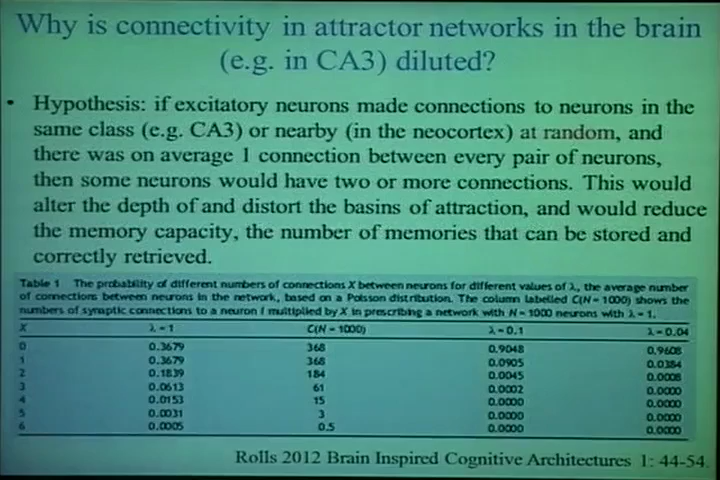 Why is connectivity in attractor networks in the brain
(e.g. in CA3) diluted?
• Hypothesis: if excitatory neurons made connections to neurons in the
same class (e.g. CA3) or nearby (in the neocortex) at random, and
there was on average 1 connection between every pair of neurons,
then some neurons would have two or more connections. This would
alter the depth of and distort the basins of attraction, and would reduce
the memory capacity, the number of memories that can be stored and
correctly retrieved.
Table 1 The probability of different numbers of connections X between neurons for different values of λ, the average number
of connections between neurons in the network, based on a Poisson distribution. The column labelled C(N = 1000) shows the
numbers of synaptic connections to a neuron i multiplied by X in prescribing a network with N = 1000 neurons with λ = 1.
X λ = 1 C(N = 1000) λ = 0.1 λ = 0.04
0 0.3679 368 0.9048 0.9608
1 0.3679 368 0.0905 0.0384
2 0.1839 184 0.0045 0.0008
3 0.0613 61 0.0002 0.0000
4 0.0153 15 0.0000 0.0000
5 0.0031 3 0.0000 0.0000
6 0.0005 0.5 0.0000 0.0000
Rolls 2012 Brain Inspired Cognitive Architectures 1: 44-54.